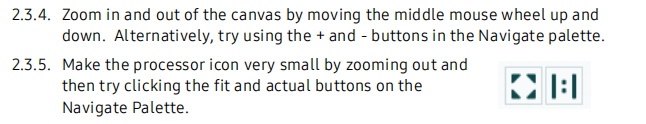 2.3.4. Zoom in and out of the canvas by moving the middle mouse wheel up and
down. Alternatively, try using the + and - buttons in the Navigate palette.
2.3.5. Make the processor icon very small by zooming out and
then try clicking the fit and actual buttons on the
Navigate Palette.